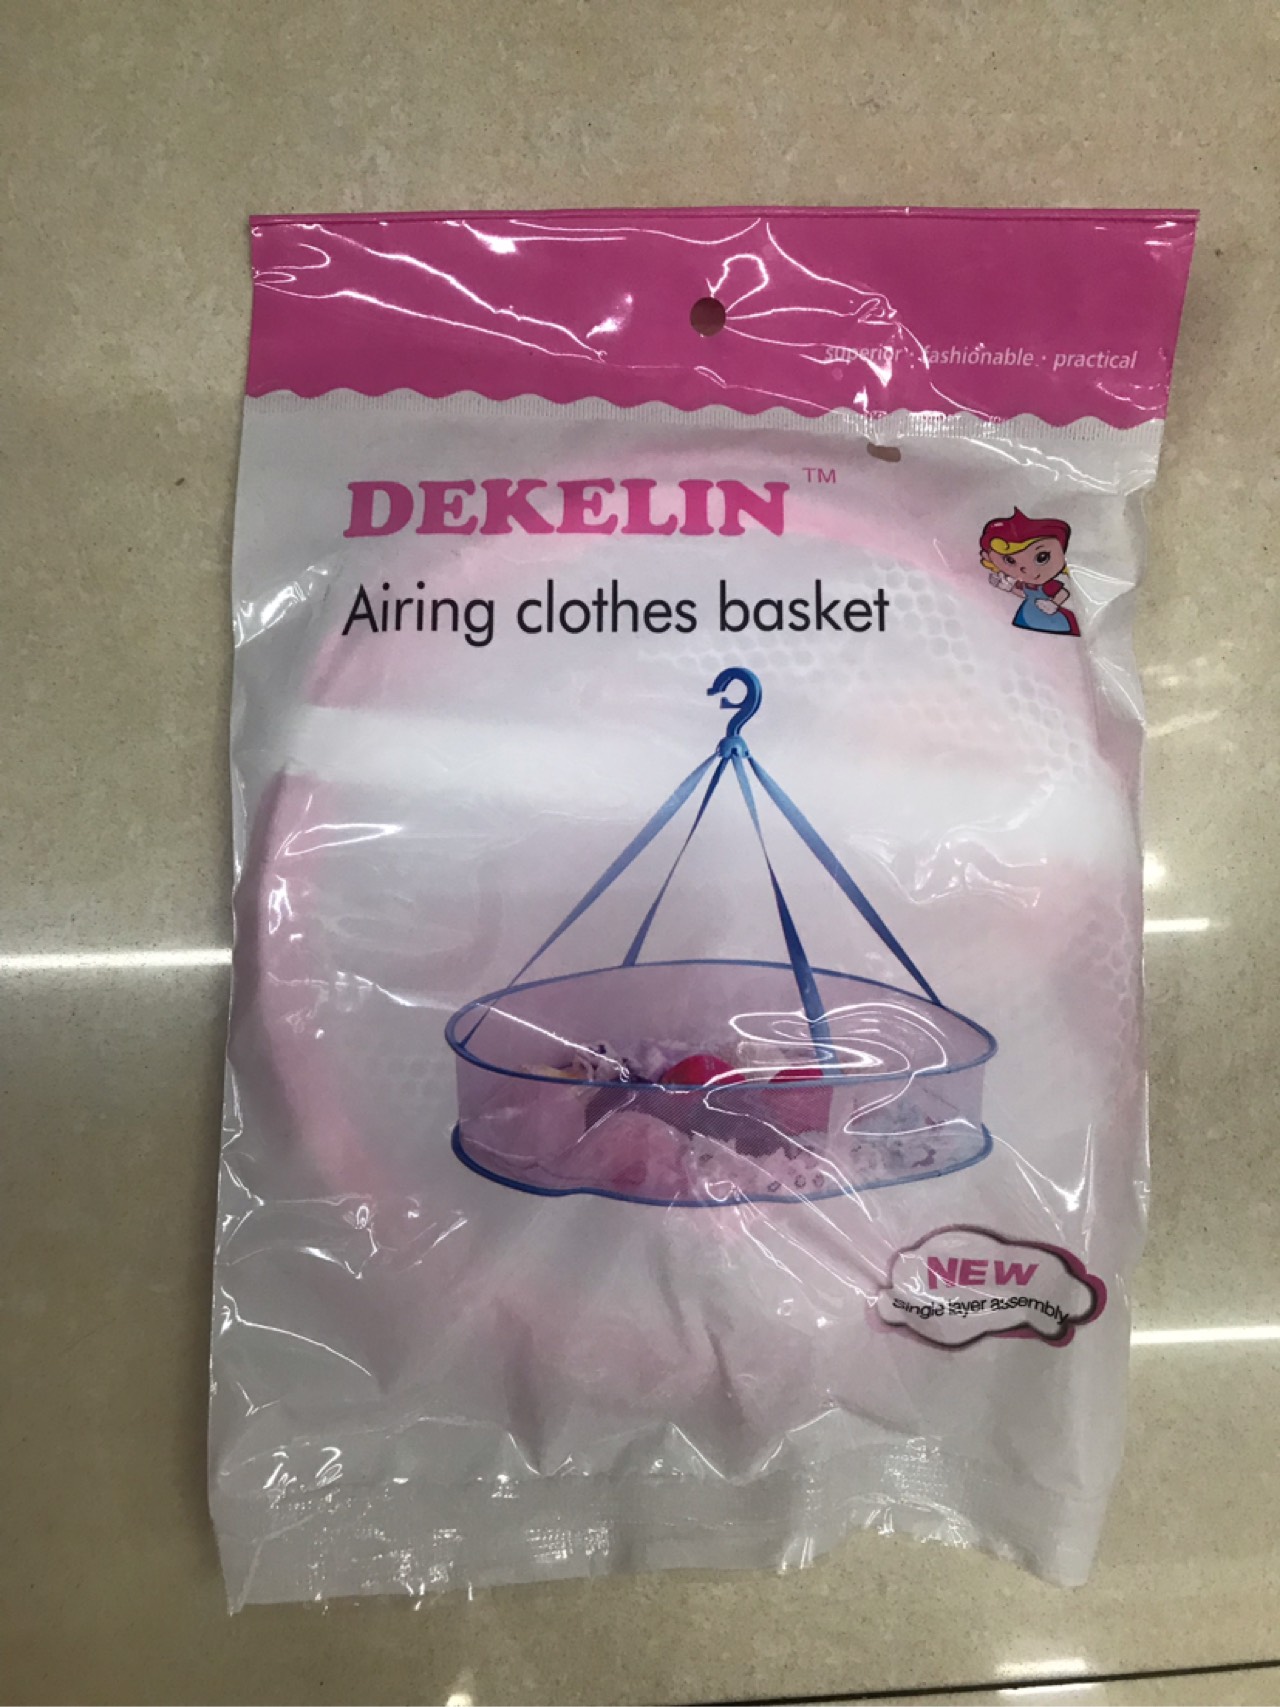 superior · fashionable · practical
DEKELIN™
Airing clothes basket
NEW
Single layer assembly